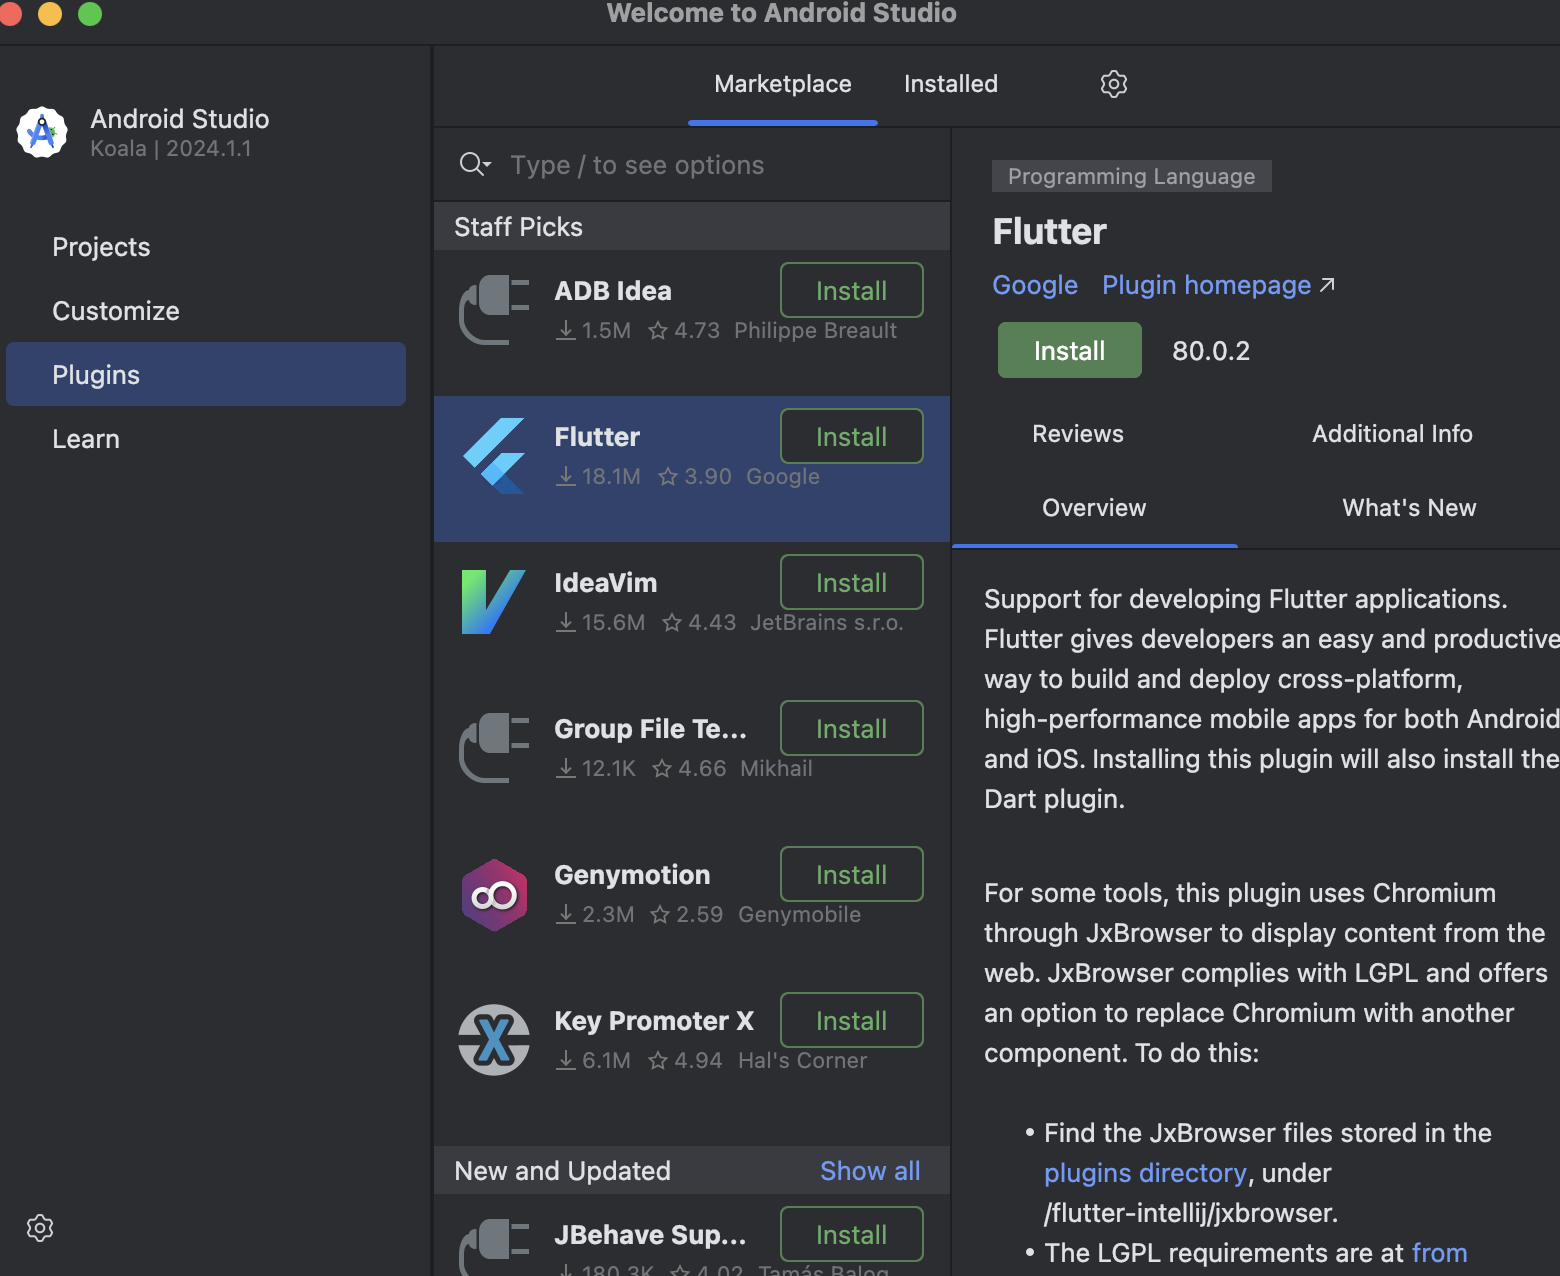 Welcome to Android Studio
Android Studio
Koala | 2024.1.1
Projects
Customize
Plugins
Learn
Marketplace
Installed
Type / to see options
Staff Picks
ADB Idea
Install
1.5M 4.73 Philippe Breault
Flutter
Install
18.1M 3.90 Google
IdeaVim
Install
15.6M 4.43 JetBrains s.r.o.
Group File Te...
Install
12.1K 4.66 Mikhail
Genymotion
Install
2.3M 2.59 Genymobile
Key Promoter X
Install
6.1M 4.94 Hal's Corner
New and Updated
Show all
JBehave Sup...
Install
180.3K 4.02 Tamás Balog
Programming Language
Flutter
Google Plugin homepage
Install 80.0.2
Reviews
Additional Info
Overview
What's New
Support for developing Flutter applications.
Flutter gives developers an easy and productive
way to build and deploy cross-platform,
high-performance mobile apps for both Android
and iOS. Installing this plugin will also install the
Dart plugin.
For some tools, this plugin uses Chromium
through JxBrowser to display content from the
web. JxBrowser complies with LGPL and offers
an option to replace Chromium with another
component. To do this:
• Find the JxBrowser files stored in the
plugins directory, under
/flutter-intellij/jxbrowser.
• The LGPL requirements are at from